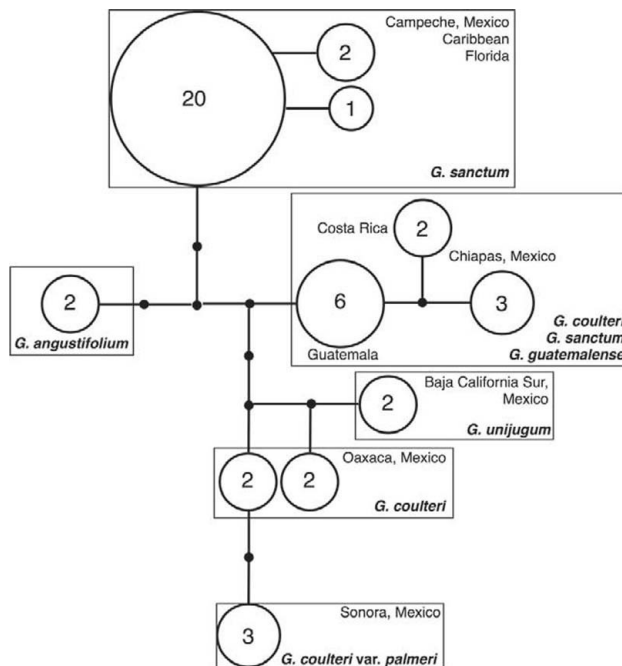 Campeche, Mexico
Caribbean
Florida
20
2
1
G. sanctum
Costa Rica
2
Chiapas, Mexico
6
3
Guatemala
G. coulteri
G. sanctum
G. guatemalense
2
G. angustifolium
Baja California Sur,
Mexico
2
G. unijugum
2
2
Oaxaca, Mexico
G. coulteri
3
Sonora, Mexico
G. coulteri var. palmeri